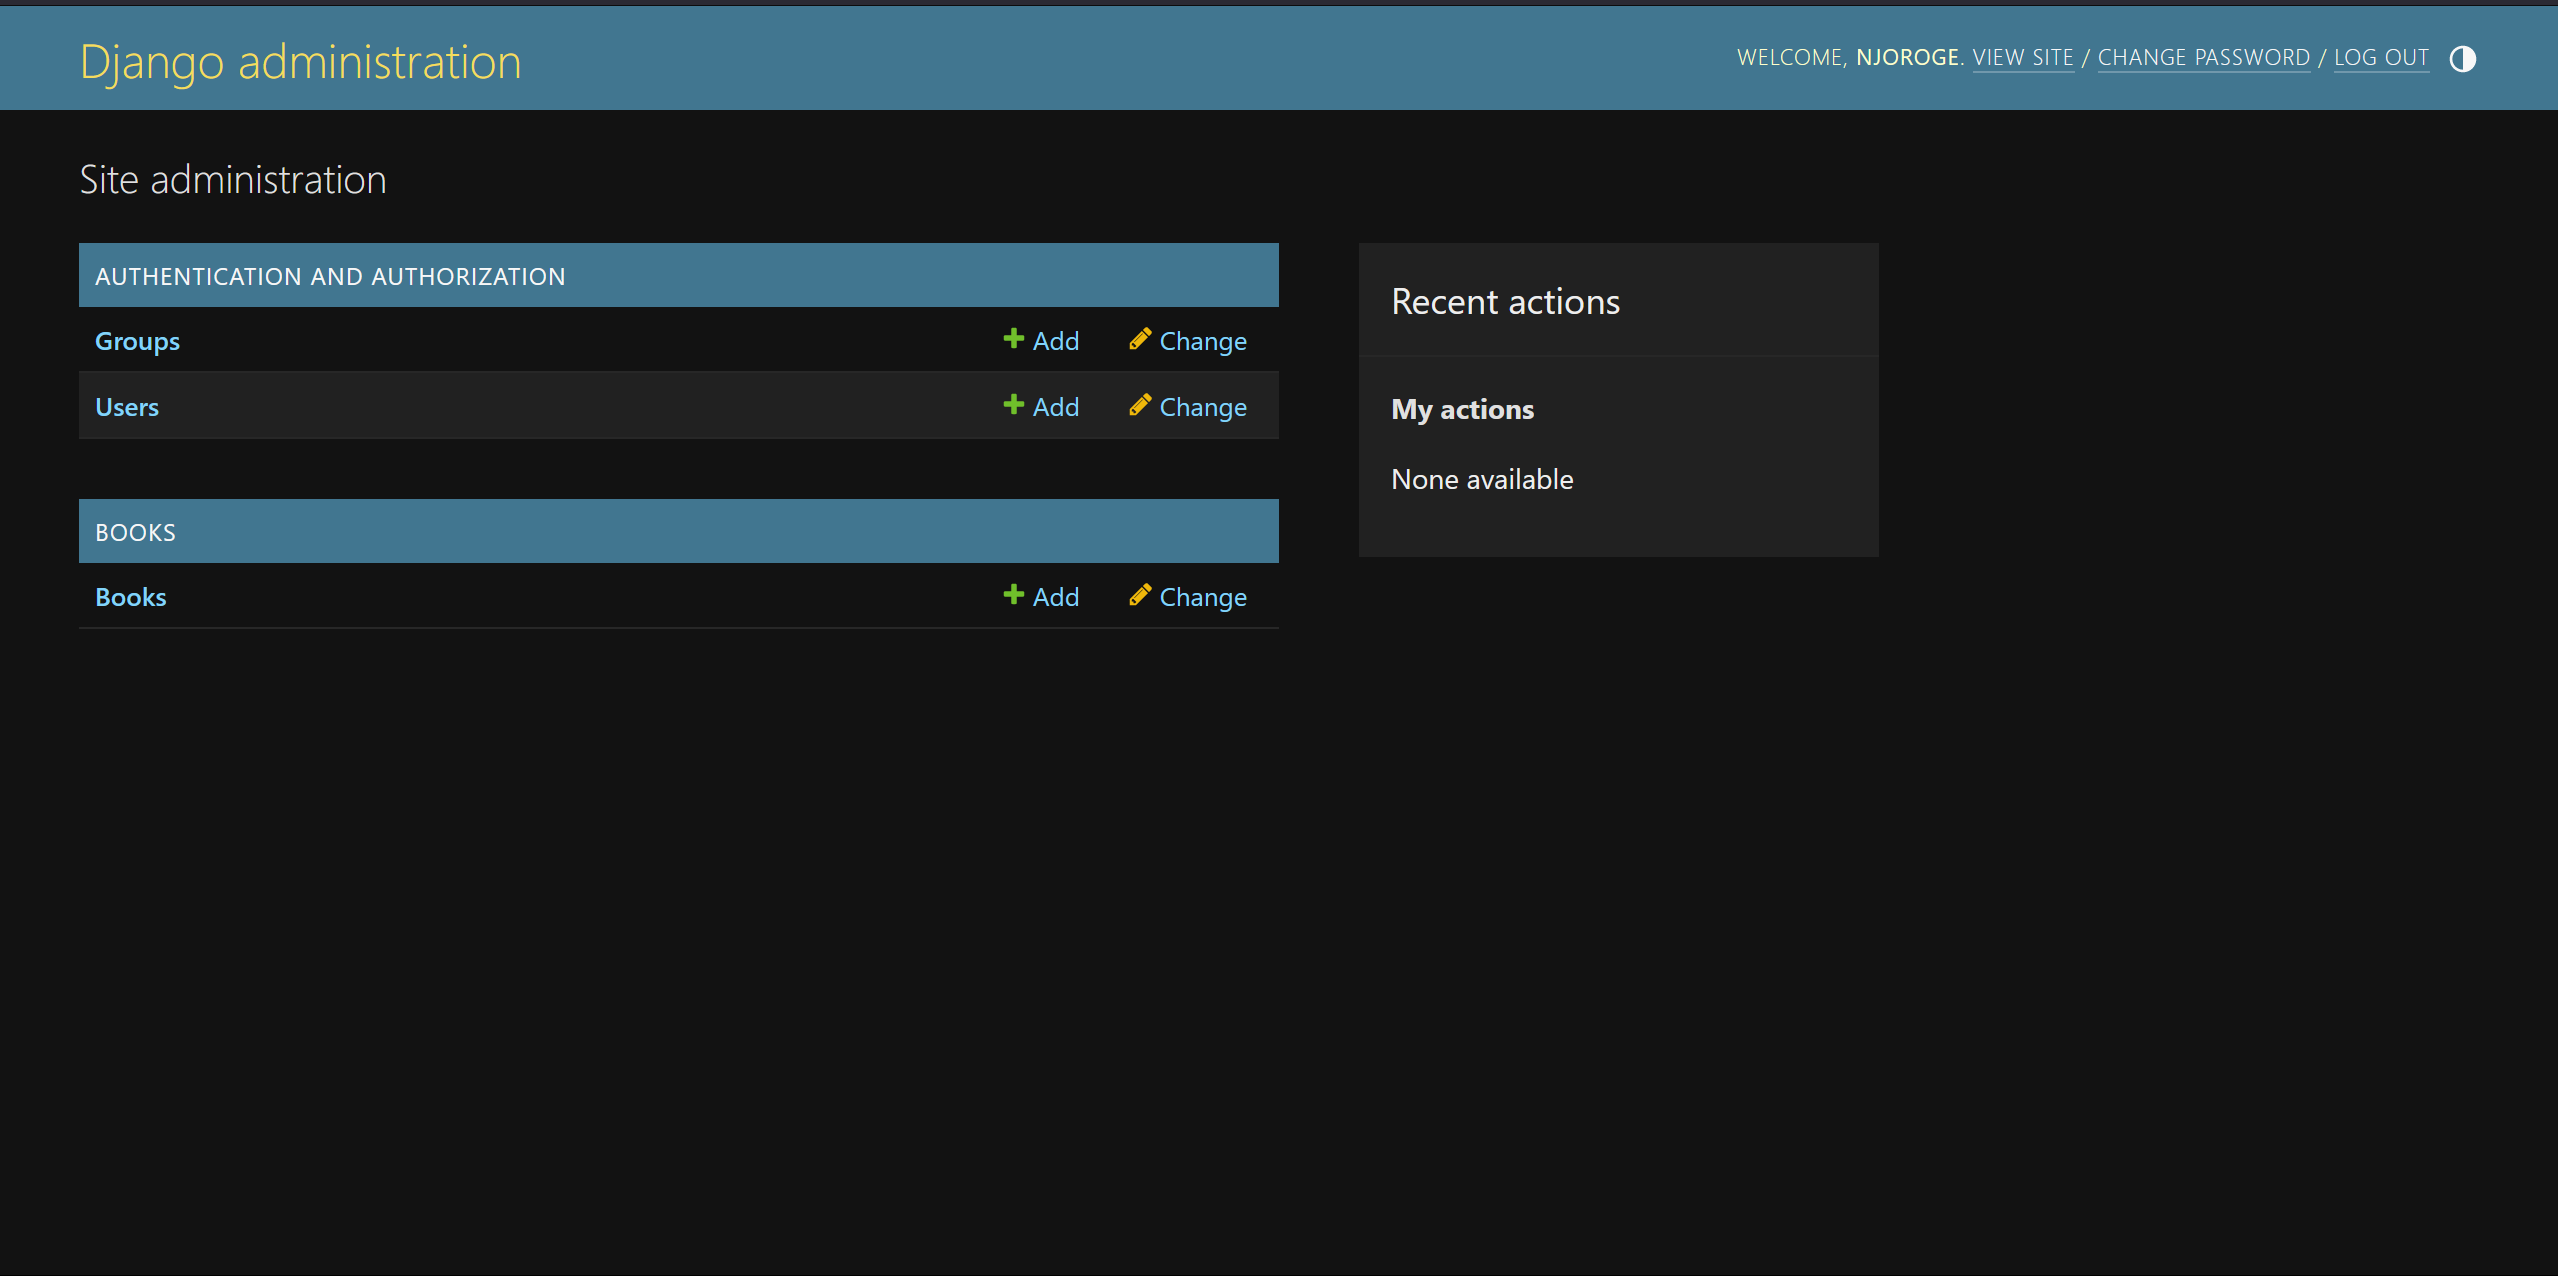 Django administration
WELCOME, NJOROGE. VIEW SITE / CHANGE PASSWORD / LOG OUT
Site administration
AUTHENTICATION AND AUTHORIZATION
Groups Add Change
Users Add Change
BOOKS
Books Add Change
Recent actions
My actions
None available